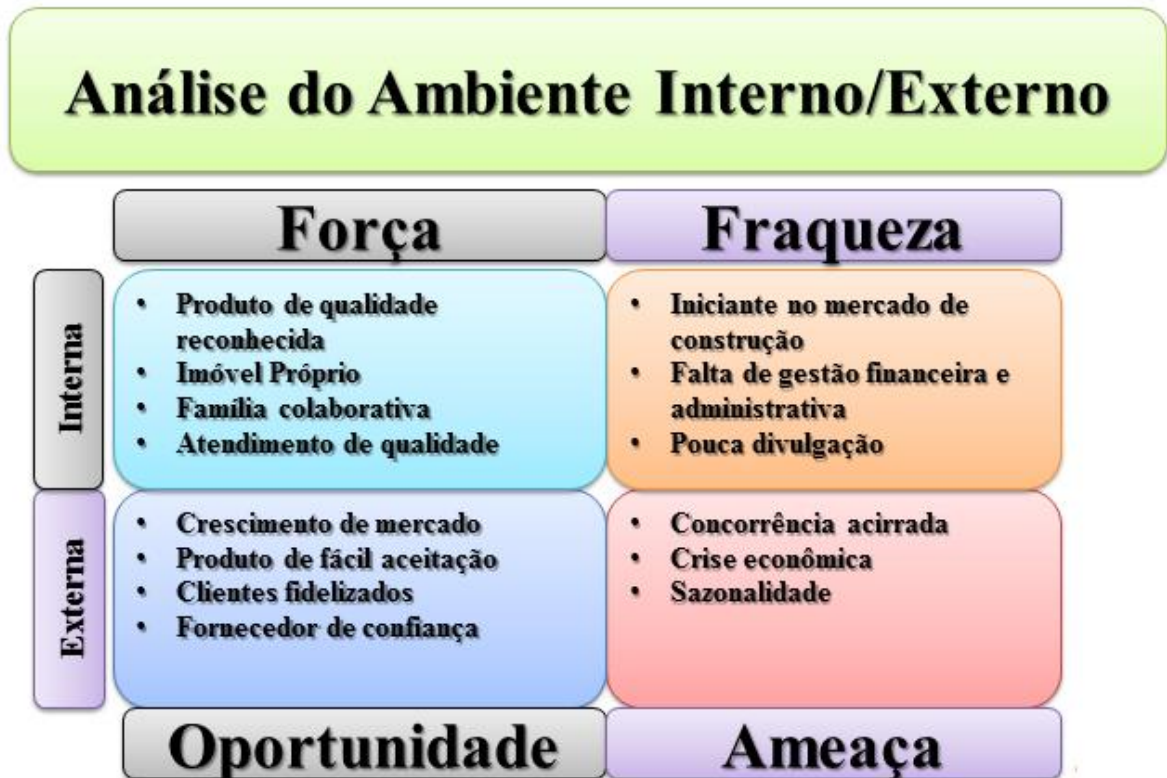 Análise do Ambiente Interno/Externo
Força
Fraqueza
Interna
• Produto de qualidade
reconhecida
• Imóvel Próprio
• Família colaborativa
• Atendimento de qualidade
• Iniciante no mercado de
construção
• Falta de gestão financeira e
administrativa
• Pouca divulgação
Externa
• Crescimento de mercado
• Produto de fácil aceitação
• Clientes fidelizados
• Fornecedor de confiança
• Concorrência acirrada
• Crise econômica
• Sazonalidade
Oportunidade
Ameaça